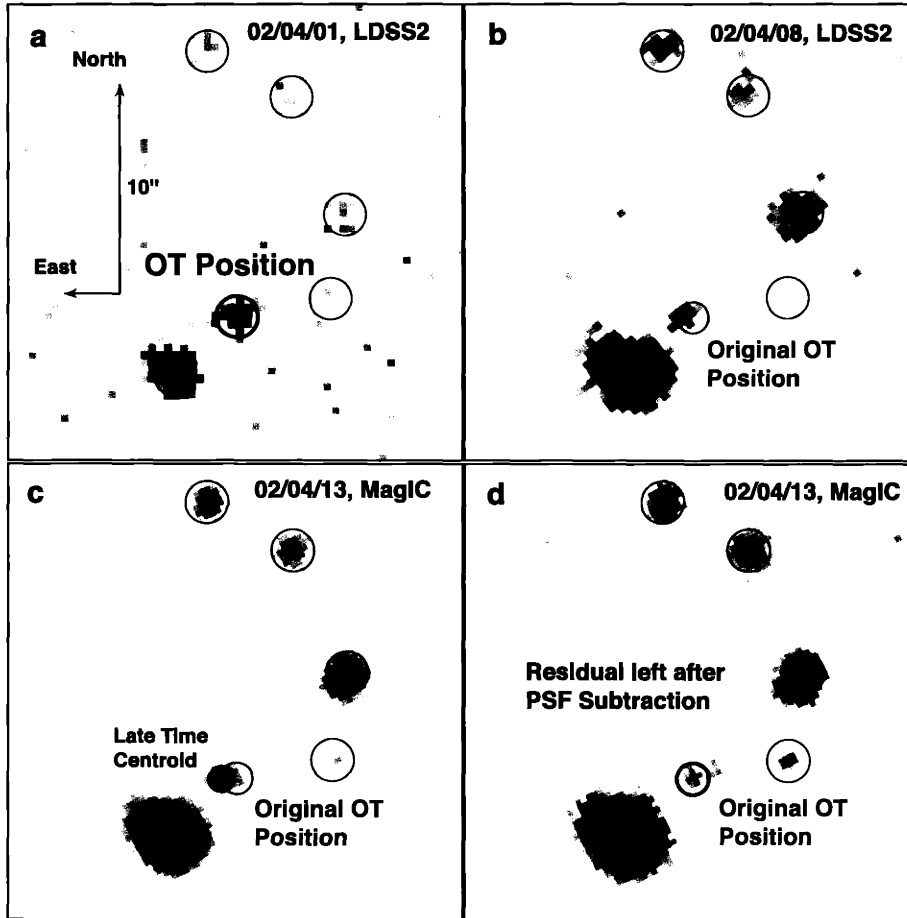 a
02/04/01, LDSS2
North
10"
East
OT Position
b
02/04/08, LDSS2
Original OT
Position
c
02/04/13, MagIC
Late Time
Centroid
Original OT
Position
d
02/04/13, MagIC
Residual left after
PSF Subtraction
Original OT
Position